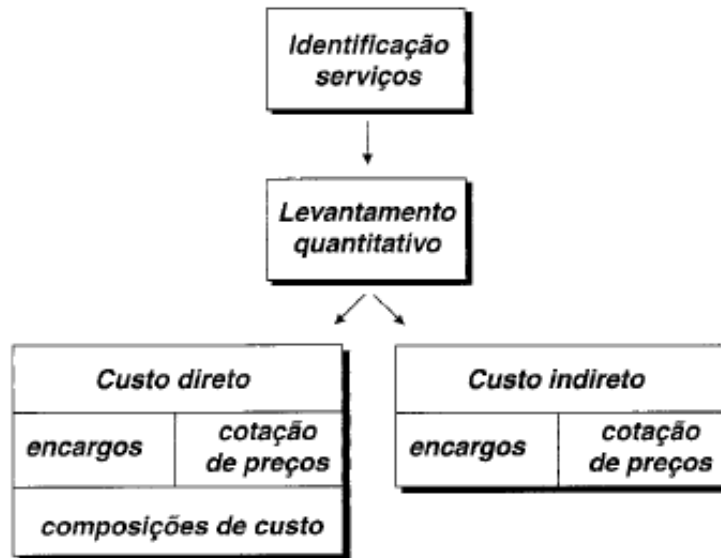 Identificação
serviços
Levantamento
quantitativo
Custo direto
encargos
cotação
de preços
composições de custo
Custo indireto
encargos
cotação
de preços